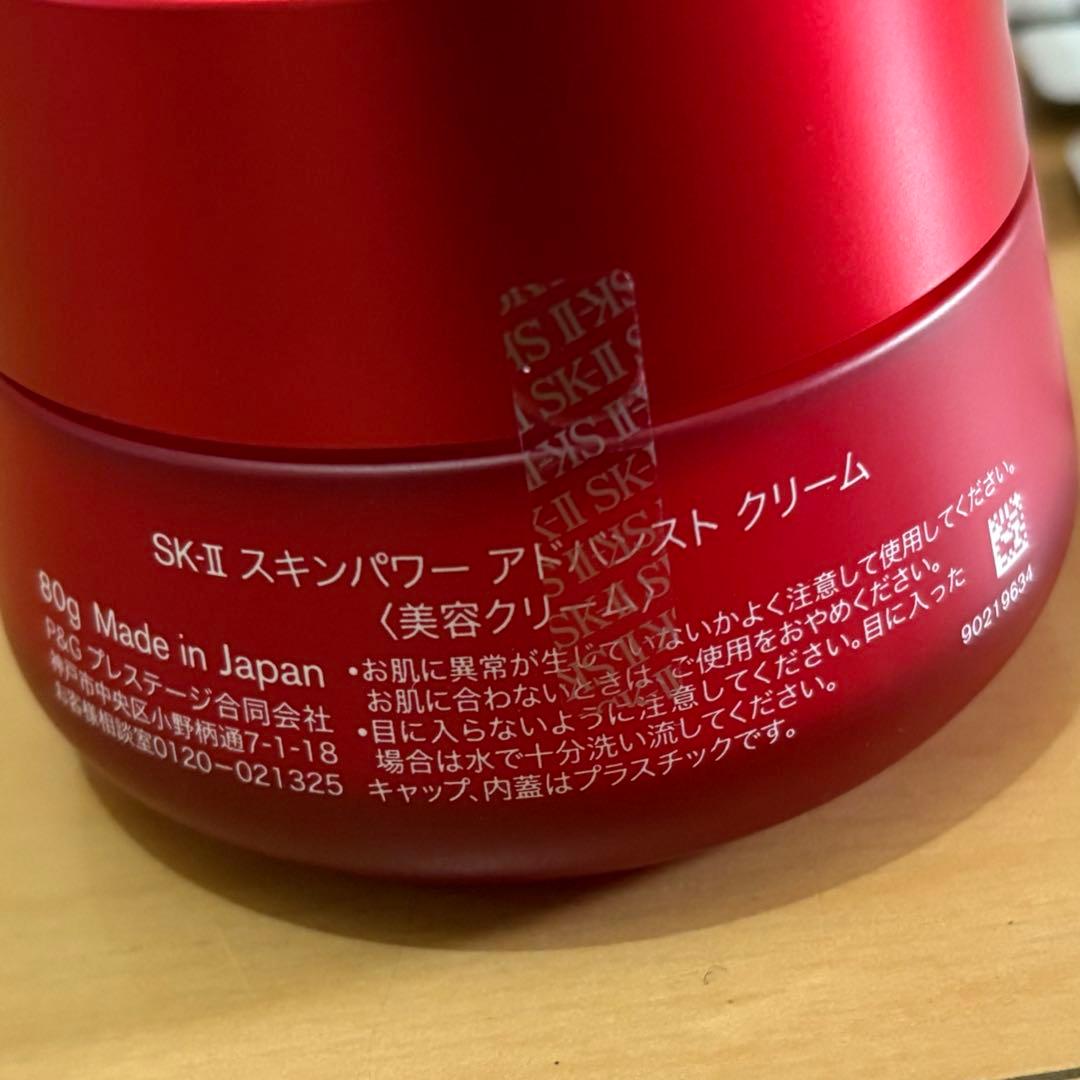 SK-II スキンパワー アドバンスト クリーム
〈美容クリーム〉
80g Made in Japan
P&G プレステージ合同会社
神戸市中央区小野柄通7-1-18
お客様相談室0120-021325
•お肌に異常が生じていないかよく注意して使用してください。
お肌に合わないときは、ご使用をおやめください。
•目に入らないように注意してください。目に入った
場合は水で十分洗い流してください。
キャップ、内蓋はプラスチックです。
90219634
SK-II
SK-II
SK-II
SK-II
SK-II
SK-II